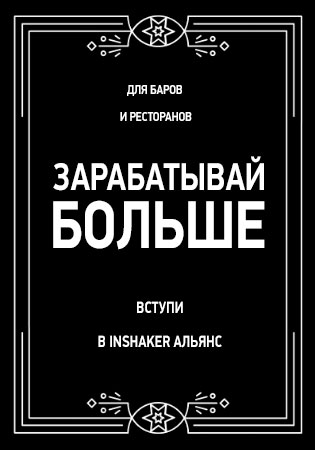 ДЛЯ БАРОВ
И РЕСТОРАНОВ
ЗАРАБАТЫВАЙ
БОЛЬШЕ
ВСТУПИ
В INSHAKER АЛЬЯНС